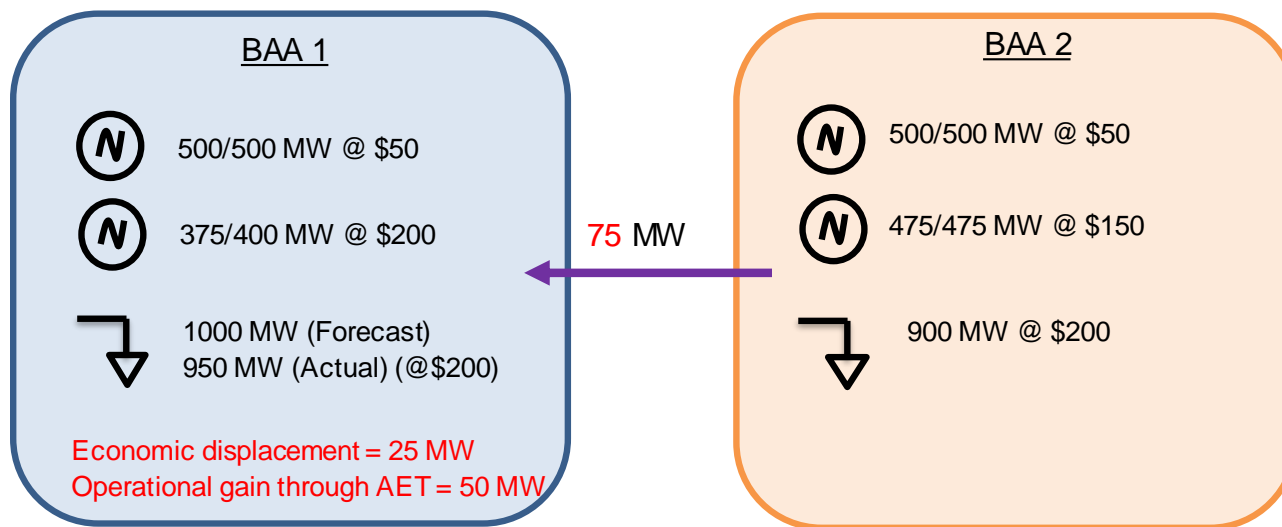 BAA 1
500/500 MW @ $50
375/400 MW @ $200
1000 MW (Forecast)
950 MW (Actual) (@$200)
Economic displacement = 25 MW
Operational gain through AET = 50 MW
75 MW
BAA 2
500/500 MW @ $50
475/475 MW @ $150
900 MW @ $200